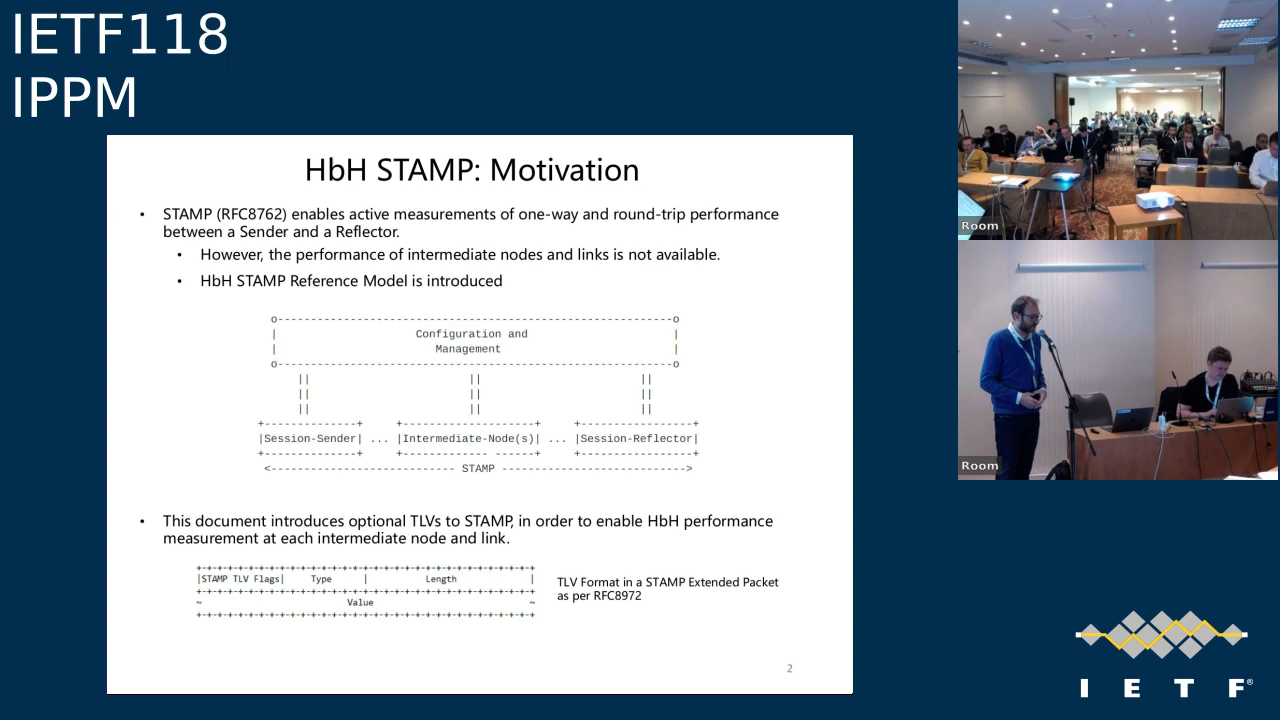 IETF118
IPPM
HbH STAMP: Motivation
• STAMP (RFC8762) enables active measurements of one-way and round-trip performance
between a Sender and a Reflector.
• However, the performance of intermediate nodes and links is not available.
• HbH STAMP Reference Model is introduced
o----------------------------------------------------------o
| Configuration and |
| Management |
o----------------------------------------------------------o
|| || ||
|| || ||
|| || ||
+--------------+ +--------------------+ +-----------------+
|Session-Sender| ... |Intermediate-Node(s)| ... |Session-Reflector|
+--------------+ +------------- ------+ +-----------------+
<--------------------------- STAMP --------------------------->
• This document introduces optional TLVs to STAMP, in order to enable HbH performance
measurement at each intermediate node and link.
+-+-+-+-+-+-+-+-+-+-+-+-+-+-+-+-+-+-+-+-+-+-+-+-+-+-+-+-+-+-+-+-+
|STAMP TLV Flags| Type | Length |
+-+-+-+-+-+-+-+-+-+-+-+-+-+-+-+-+-+-+-+-+-+-+-+-+-+-+-+-+-+-+-+-+
~ Value ~
+-+-+-+-+-+-+-+-+-+-+-+-+-+-+-+-+-+-+-+-+-+-+-+-+-+-+-+-+-+-+-+-+
TLV Format in a STAMP Extended Packet
as per RFC8972
2
Room
Room
I E T F®